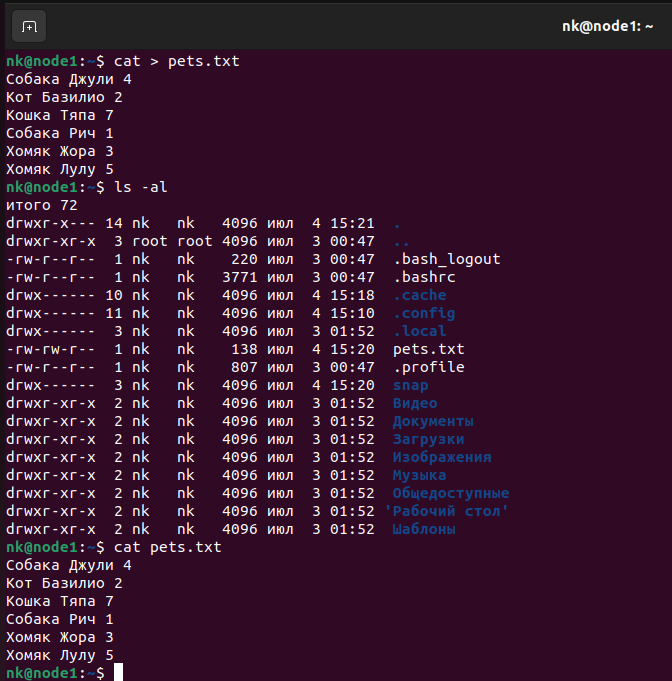 nk@node1: ~
nk@node1:~$ cat > pets.txt
Собака Джули 4
Кот Базилио 2
Кошка Тяпа 7
Собака Рич 1
Хомяк Жора 3
Хомяк Лулу 5
nk@node1:~$ ls -al
итого 72
drwxr-x--- 14 nk   nk   4096 июл  4 15:21  .
drwxr-xr-x  3 root root 4096 июл  3 00:47  ..
-rw-r--r--  1 nk   nk    220 июл  3 00:47  .bash_logout
-rw-r--r--  1 nk   nk   3771 июл  3 00:47  .bashrc
drwx------ 10 nk   nk   4096 июл  4 15:18  .cache
drwx------ 11 nk   nk   4096 июл  4 15:10  .config
drwx------  3 nk   nk   4096 июл  3 01:52  .local
-rw-rw-r--  1 nk   nk    138 июл  4 15:20  pets.txt
-rw-r--r--  1 nk   nk    807 июл  3 00:47  .profile
drwx------  3 nk   nk   4096 июл  4 15:20  snap
drwxr-xr-x  2 nk   nk   4096 июл  3 01:52  Видео
drwxr-xr-x  2 nk   nk   4096 июл  3 01:52  Документы
drwxr-xr-x  2 nk   nk   4096 июл  3 01:52  Загрузки
drwxr-xr-x  2 nk   nk   4096 июл  3 01:52  Изображения
drwxr-xr-x  2 nk   nk   4096 июл  3 01:52  Музыка
drwxr-xr-x  2 nk   nk   4096 июл  3 01:52  Общедоступные
drwxr-xr-x  2 nk   nk   4096 июл  3 01:52 'Рабочий стол'
drwxr-xr-x  2 nk   nk   4096 июл  3 01:52  Шаблоны
nk@node1:~$ cat pets.txt
Собака Джули 4
Кот Базилио 2
Кошка Тяпа 7
Собака Рич 1
Хомяк Жора 3
Хомяк Лулу 5
nk@node1:~$